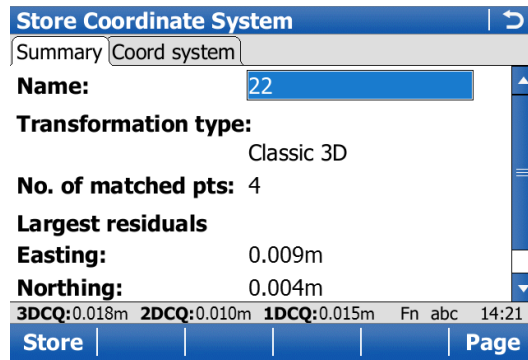 Store Coordinate System
Summary Coord system
Name: 22
Transformation type:
Classic 3D
No. of matched pts: 4
Largest residuals
Easting: 0.009m
Northing: 0.004m
3DCQ:0.018m 2DCQ:0.010m 1DCQ:0.015m Fn abc 14:21
Store Page